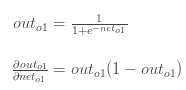 out_{o1} = \frac{1}{1+e^{-net_{o1}}}
\frac{\partial out_{o1}}{\partial net_{o1}} = out_{o1}(1 - out_{o1})